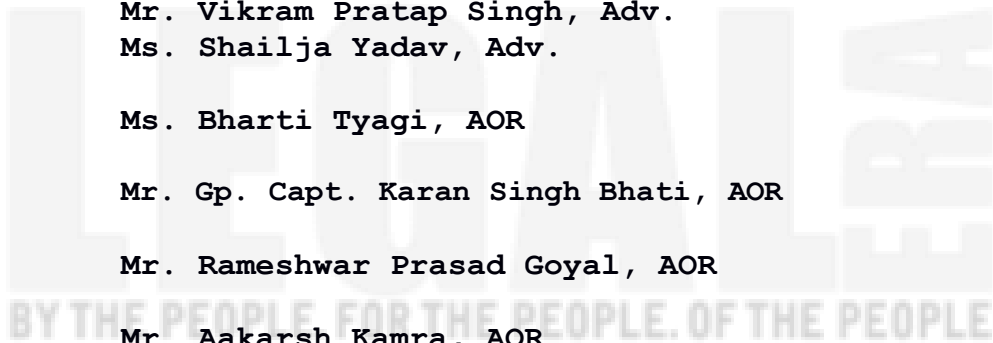 Mr. Vikram Pratap Singh, Adv.
Ms. Shailja Yadav, Adv.
Ms. Bharti Tyagi, AOR
Mr. Gp. Capt. Karan Singh Bhati, AOR
Mr. Rameshwar Prasad Goyal, AOR
Mr. Aakarsh Kamra, AOR
LEGAL ERA
BY THE PEOPLE. FOR THE PEOPLE. OF THE PEOPLE